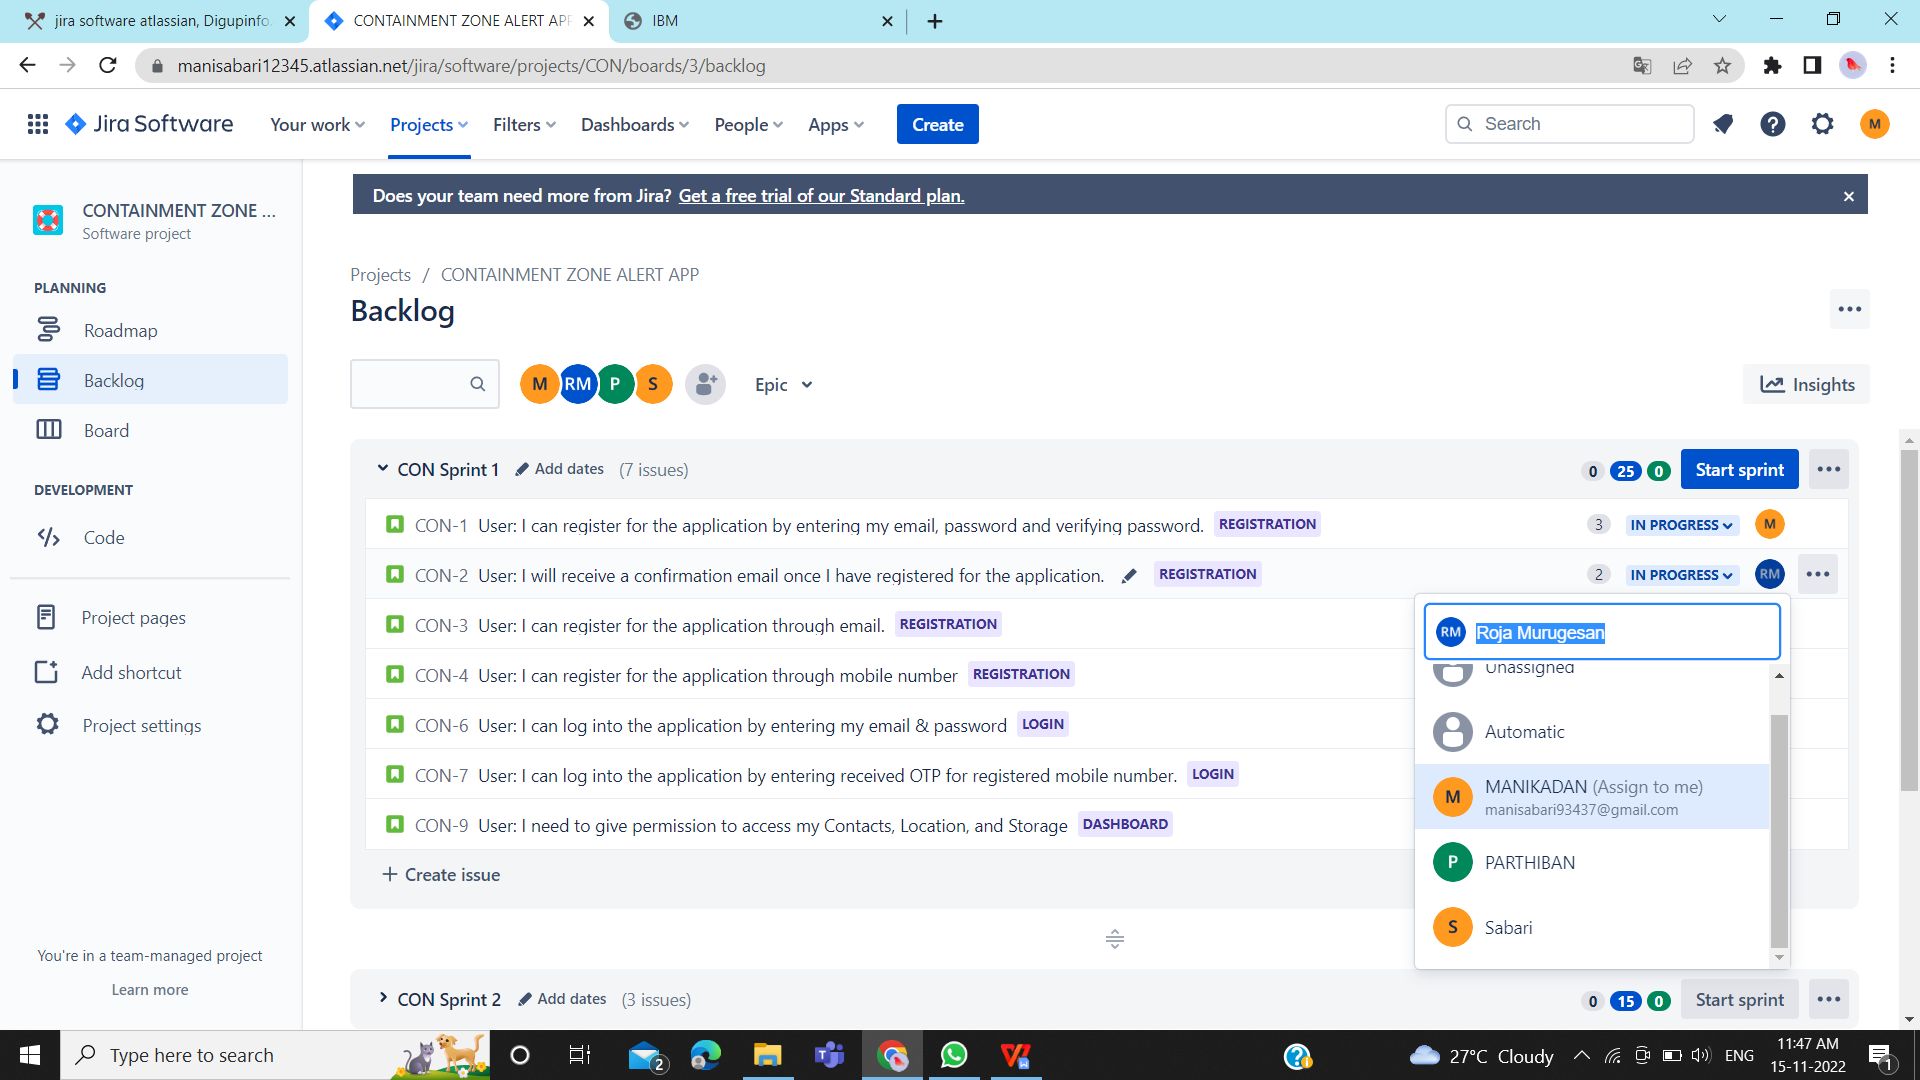 jira software atlassian, Digupinfo
CONTAINMENT ZONE ALERT APP
IBM
manisabari12345.atlassian.net/jira/software/projects/CON/boards/3/backlog
Jira Software
Your work
Projects
Filters
Dashboards
People
Apps
Create
Search
M
CONTAINMENT ZONE ...
Software project
Does your team need more from Jira? Get a free trial of our Standard plan.
PLANNING
Roadmap
Backlog
Board
DEVELOPMENT
Code
Project pages
Add shortcut
Project settings
You're in a team-managed project
Learn more
Projects / CONTAINMENT ZONE ALERT APP
Backlog
M RM P S
Epic
Insights
CON Sprint 1 Add dates (7 issues) 0 25 0 Start sprint
CON-1 User: I can register for the application by entering my email, password and verifying password. REGISTRATION 3 IN PROGRESS M
CON-2 User: I will receive a confirmation email once I have registered for the application. REGISTRATION 2 IN PROGRESS RM
CON-3 User: I can register for the application through email. REGISTRATION
CON-4 User: I can register for the application through mobile number REGISTRATION
CON-6 User: I can log into the application by entering my email & password LOGIN
CON-7 User: I can log into the application by entering received OTP for registered mobile number. LOGIN
CON-9 User: I need to give permission to access my Contacts, Location, and Storage DASHBOARD
+ Create issue
RM Roja Murugesan
Unassigned
Automatic
M MANIKADAN (Assign to me)
manisabari93437@gmail.com
P PARTHIBAN
S Sabari
CON Sprint 2 Add dates (3 issues) 0 15 0 Start sprint
Type here to search
2
27°C Cloudy
ENG
11:47 AM
15-11-2022
1